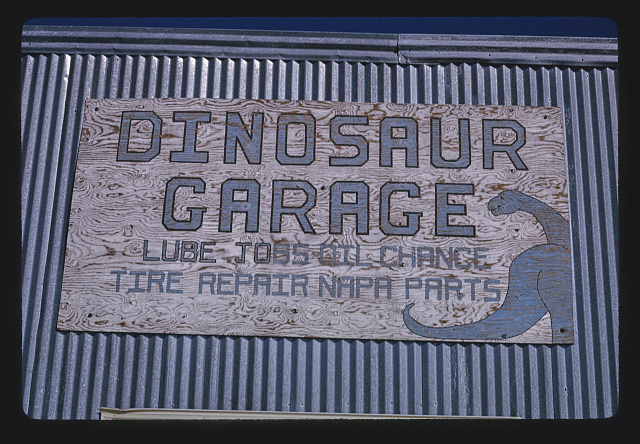 DINOSAUR
GARAGE
LUBE JOBS OIL CHANGE
TIRE REPAIR NAPA PARTS